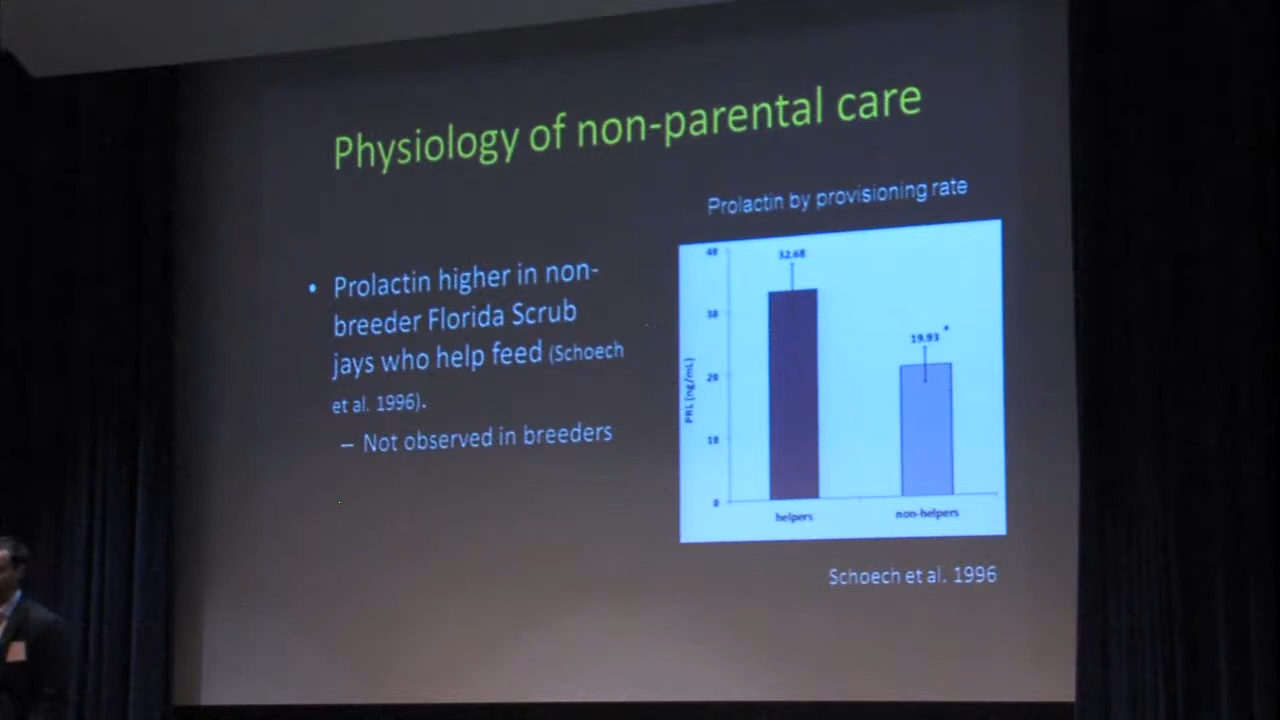 Physiology of non-parental care
Prolactin by provisioning rate
• Prolactin higher in non-
breeder Florida Scrub
jays who help feed (Schoech
et al. 1996).
– Not observed in breeders
40
30
20
10
0
PRL (ng/mL)
32.68
19.93 *
helpers
non-helpers
Schoech et al. 1996